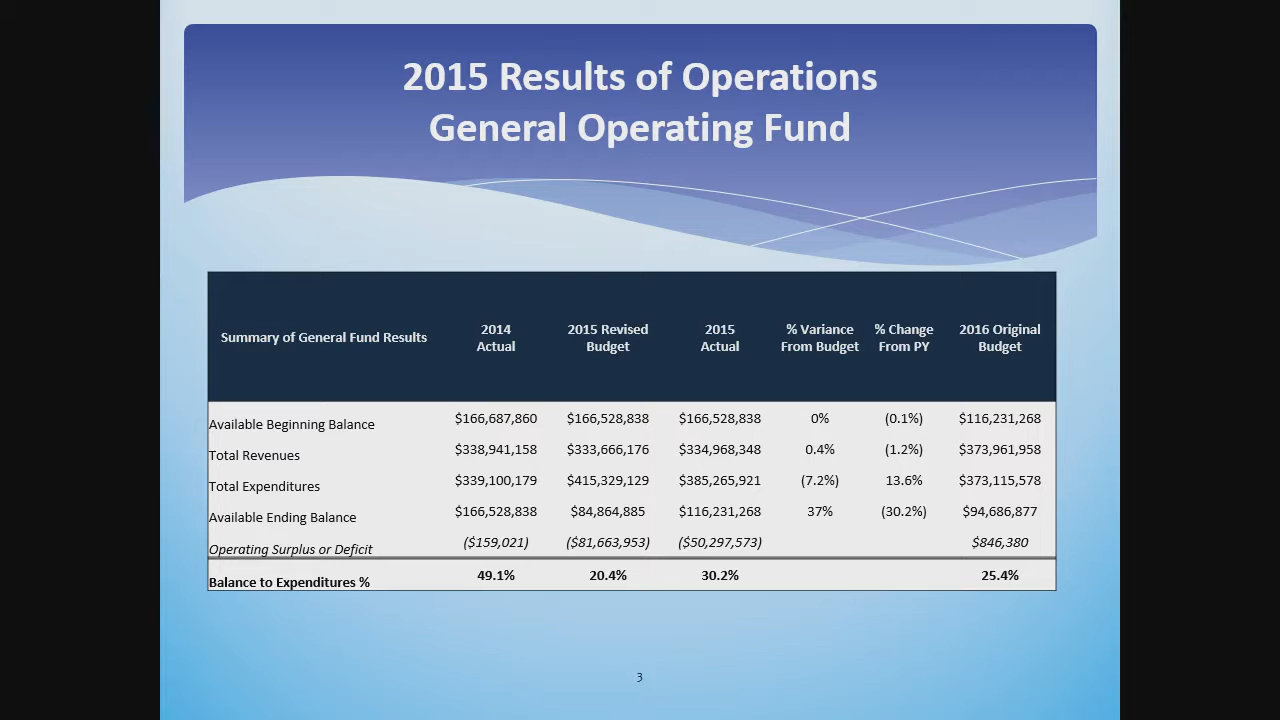 2015 Results of Operations
General Operating Fund
Summary of General Fund Results 2014 Actual 2015 Revised Budget 2015 Actual % Variance From Budget % Change From PY 2016 Original Budget
Available Beginning Balance $166,687,860 $166,528,838 $166,528,838 0% (0.1%) $116,231,268
Total Revenues $338,941,158 $333,666,176 $334,968,348 0.4% (1.2%) $373,961,958
Total Expenditures $339,100,179 $415,329,129 $385,265,921 (7.2%) 13.6% $373,115,578
Available Ending Balance $166,528,838 $84,864,885 $116,231,268 37% (30.2%) $94,686,877
Operating Surplus or Deficit ($159,021) ($81,663,953) ($50,297,573) $846,380
Balance to Expenditures % 49.1% 20.4% 30.2% 25.4%
3